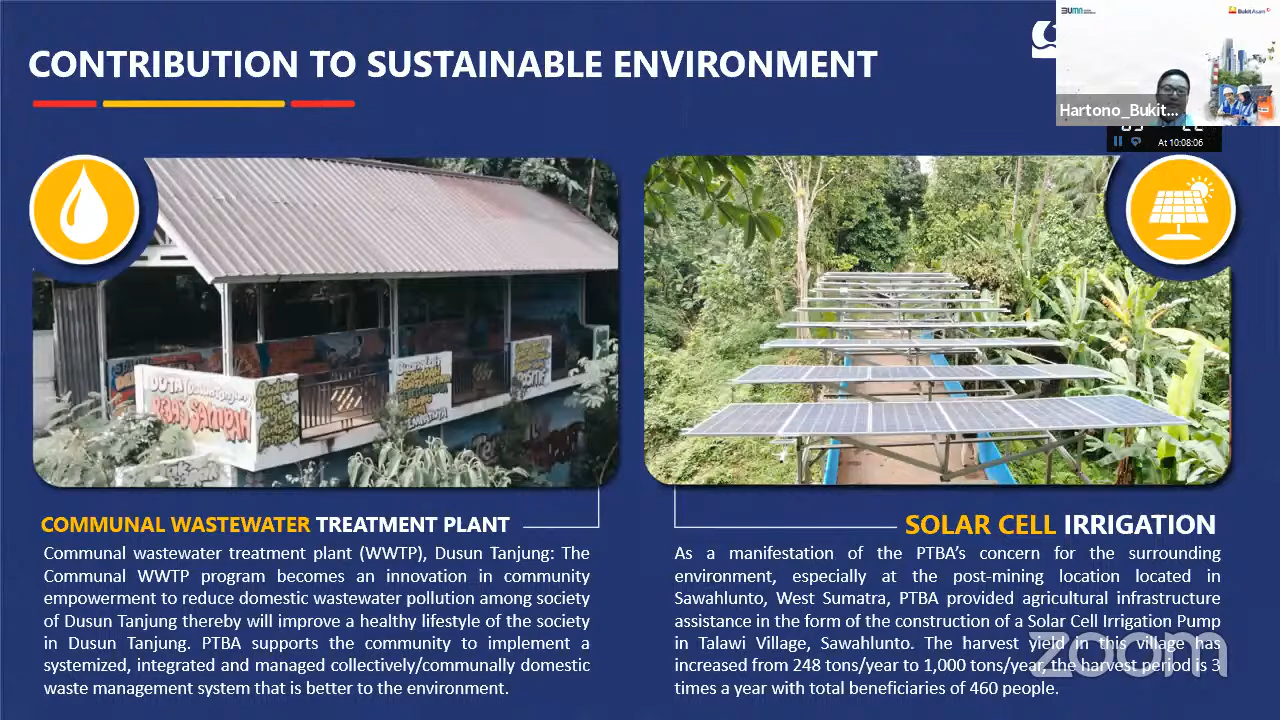 BUMN
BukitAsam
CONTRIBUTION TO SUSTAINABLE ENVIRONMENT
Hartono_Bukit...
At 10:08:06
DUTA
BEBAS SAMPAH
COMMUNAL WASTEWATER TREATMENT PLANT
Communal wastewater treatment plant (WWTP), Dusun Tanjung: The
Communal WWTP program becomes an innovation in community
empowerment to reduce domestic wastewater pollution among society
of Dusun Tanjung thereby will improve a healthy lifestyle of the society
in Dusun Tanjung. PTBA supports the community to implement a
systemized, integrated and managed collectively/communally domestic
waste management system that is better to the environment.
SOLAR CELL IRRIGATION
As a manifestation of the PTBA’s concern for the surrounding
environment, especially at the post-mining location located in
Sawahlunto, West Sumatra, PTBA provided agricultural infrastructure
assistance in the form of the construction of a Solar Cell Irrigation Pump
in Talawi Village, Sawahlunto. The harvest yield in this village has
increased from 248 tons/year to 1,000 tons/year, the harvest period is 3
times a year with total beneficiaries of 460 people.
zoom